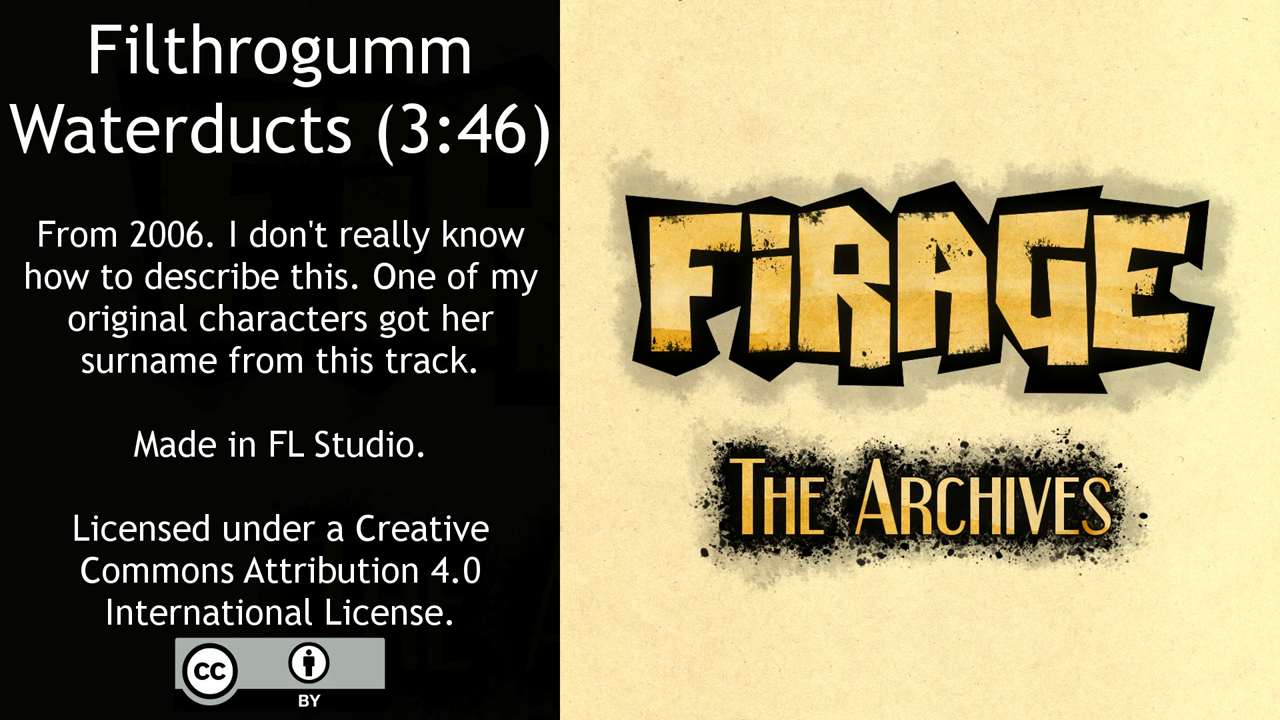 Filthrogumm
Waterducts (3:46)
From 2006. I don't really know
how to describe this. One of my
original characters got her
surname from this track.
Made in FL Studio.
Licensed under a Creative
Commons Attribution 4.0
International License.
CC
BY
FiRAGE
The Archives